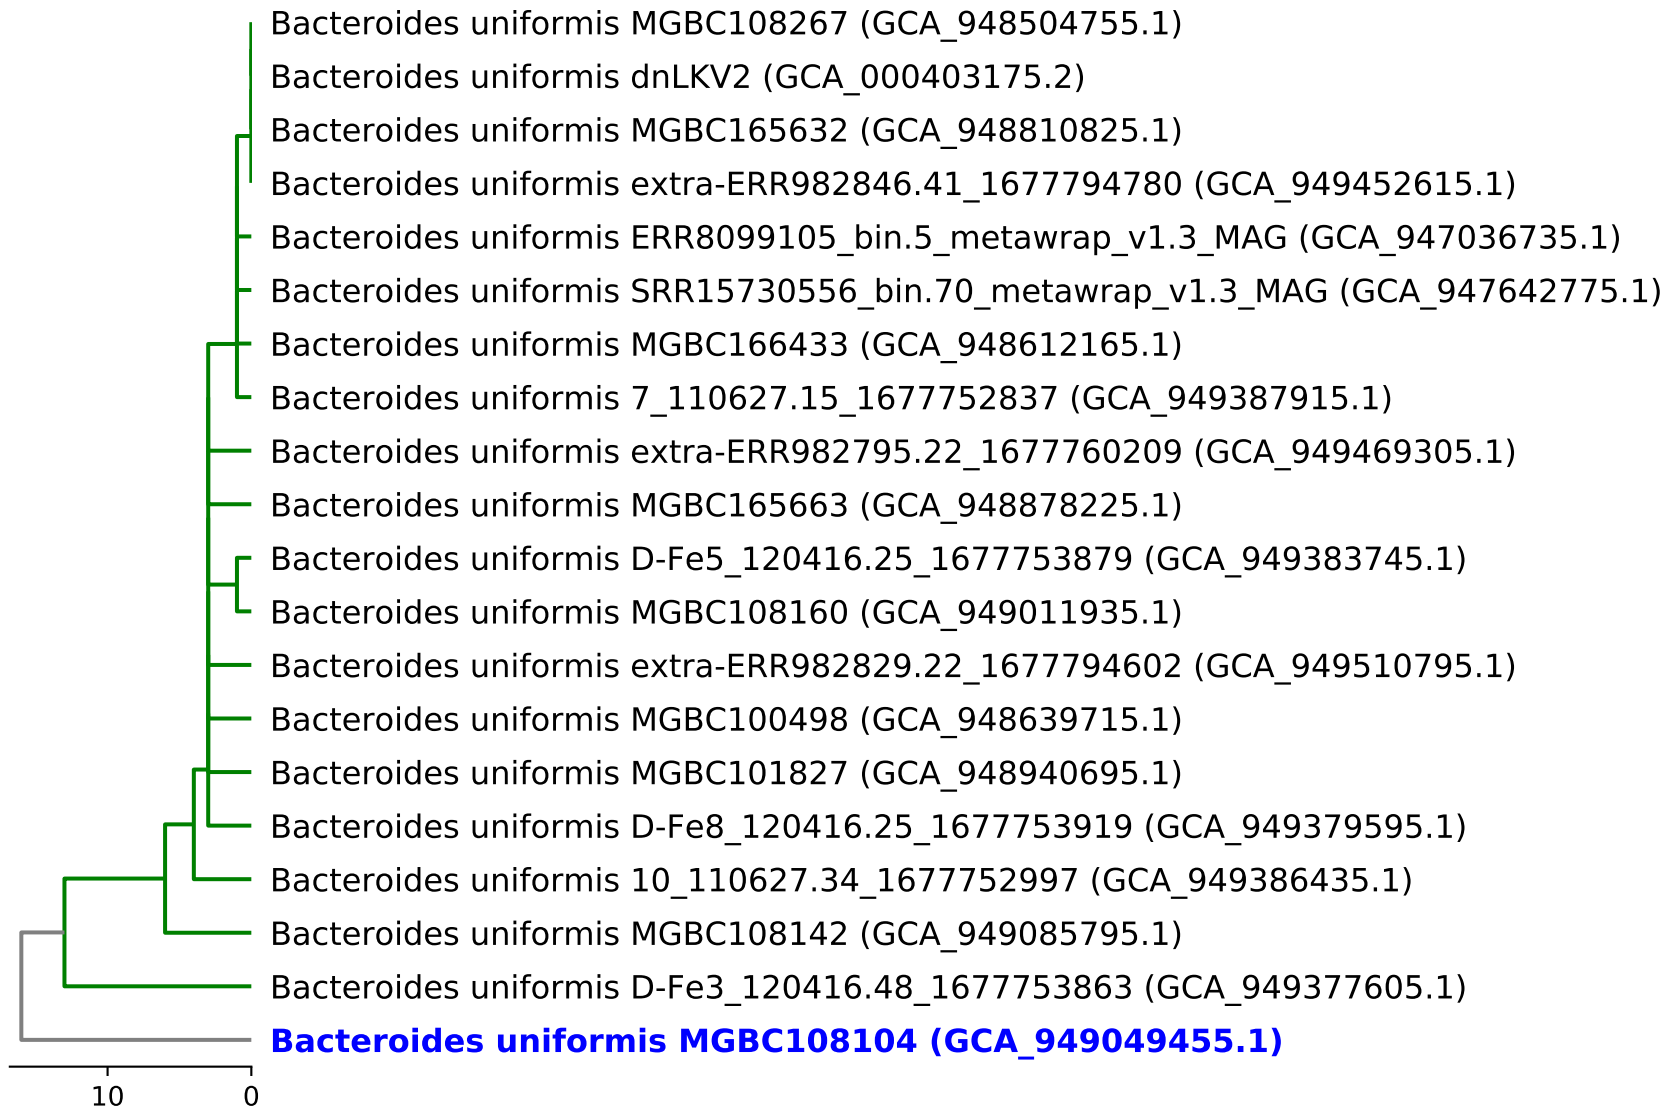 Bacteroides uniformis MGBC108267 (GCA_948504755.1)
Bacteroides uniformis dnLKV2 (GCA_000403175.2)
Bacteroides uniformis MGBC165632 (GCA_948810825.1)
Bacteroides uniformis extra-ERR982846.41_1677794780 (GCA_949452615.1)
Bacteroides uniformis ERR8099105_bin.5_metawrap_v1.3_MAG (GCA_947036735.1)
Bacteroides uniformis SRR15730556_bin.70_metawrap_v1.3_MAG (GCA_947642775.1)
Bacteroides uniformis MGBC166433 (GCA_948612165.1)
Bacteroides uniformis 7_110627.15_1677752837 (GCA_949387915.1)
Bacteroides uniformis extra-ERR982795.22_1677760209 (GCA_949469305.1)
Bacteroides uniformis MGBC165663 (GCA_948878225.1)
Bacteroides uniformis D-Fe5_120416.25_1677753879 (GCA_949383745.1)
Bacteroides uniformis MGBC108160 (GCA_949011935.1)
Bacteroides uniformis extra-ERR982829.22_1677794602 (GCA_949510795.1)
Bacteroides uniformis MGBC100498 (GCA_948639715.1)
Bacteroides uniformis MGBC101827 (GCA_948940695.1)
Bacteroides uniformis D-Fe8_120416.25_1677753919 (GCA_949379595.1)
Bacteroides uniformis 10_110627.34_1677752997 (GCA_949386435.1)
Bacteroides uniformis MGBC108142 (GCA_949085795.1)
Bacteroides uniformis D-Fe3_120416.48_1677753863 (GCA_949377605.1)
Bacteroides uniformis MGBC108104 (GCA_949049455.1)
10 0